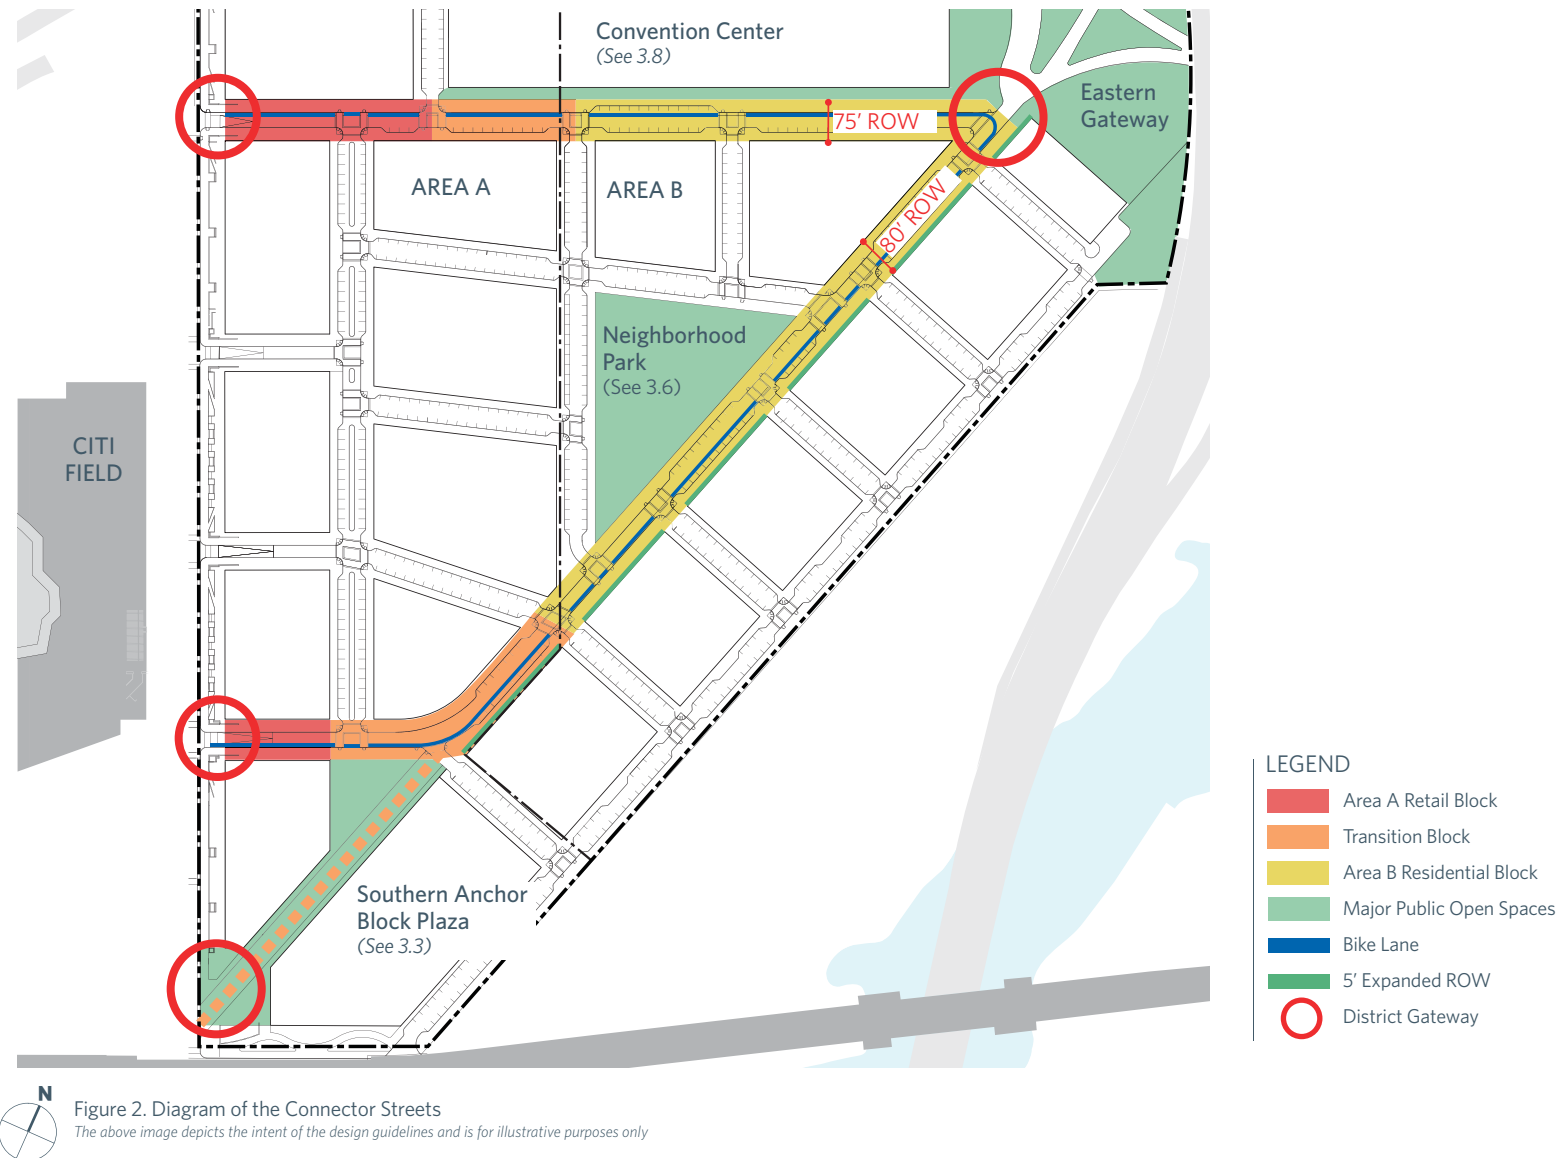 Convention Center
(See 3.8)
Eastern
Gateway
75’ ROW
80’ ROW
AREA A
AREA B
Neighborhood
Park
(See 3.6)
CITI
FIELD
Southern Anchor
Block Plaza
(See 3.3)
LEGEND
Area A Retail Block
Transition Block
Area B Residential Block
Major Public Open Spaces
Bike Lane
5’ Expanded ROW
District Gateway
N
Figure 2. Diagram of the Connector Streets
The above image depicts the intent of the design guidelines and is for illustrative purposes only